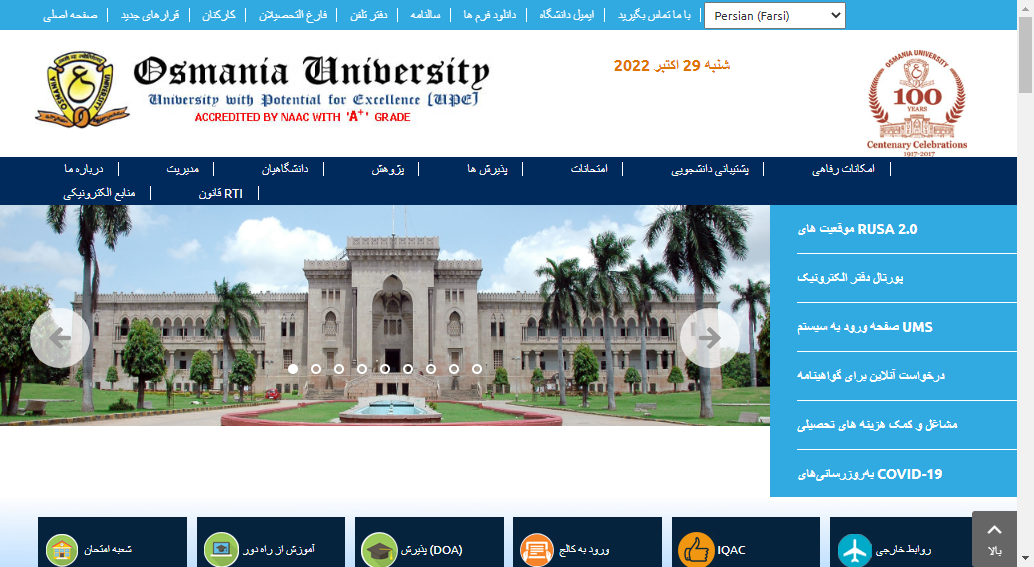 صفحه اصلی
قرارهای جدید
کارکنان
فارغ التحصیلان
دفتر تلفن
سالنامه
دانلود فرم ها
ایمیل دانشگاه
با ما تماس بگیرید
Persian (Farsi)
Osmania University
University with Potential for Excellence [UPE]
ACCREDITED BY NAAC WITH 'A+' GRADE
شنبه 29 اکتبر 2022
OSMANIA UNIVERSITY
100
YEARS
Centenary Celebrations
1917-2017
درباره ما
مدیریت
دانشگاهیان
پژوهش
پذیرش ها
امتحانات
پشتیبانی دانشجویی
امکانات رفاهی
منابع الکترونیکی
قانون RTI
موقعیت های RUSA 2.0
پورتال دفتر الکترونیک
صفحه ورود به سیستم UMS
درخواست آنلاین برای گواهینامه
مشاغل و کمک هزینه های تحصیلی
به‌روزرسانی‌های COVID-19
شعبه امتحان
آموزش از راه دور
پذیرش (DOA)
ورود به کالج
IQAC
روابط خارجی
بالا